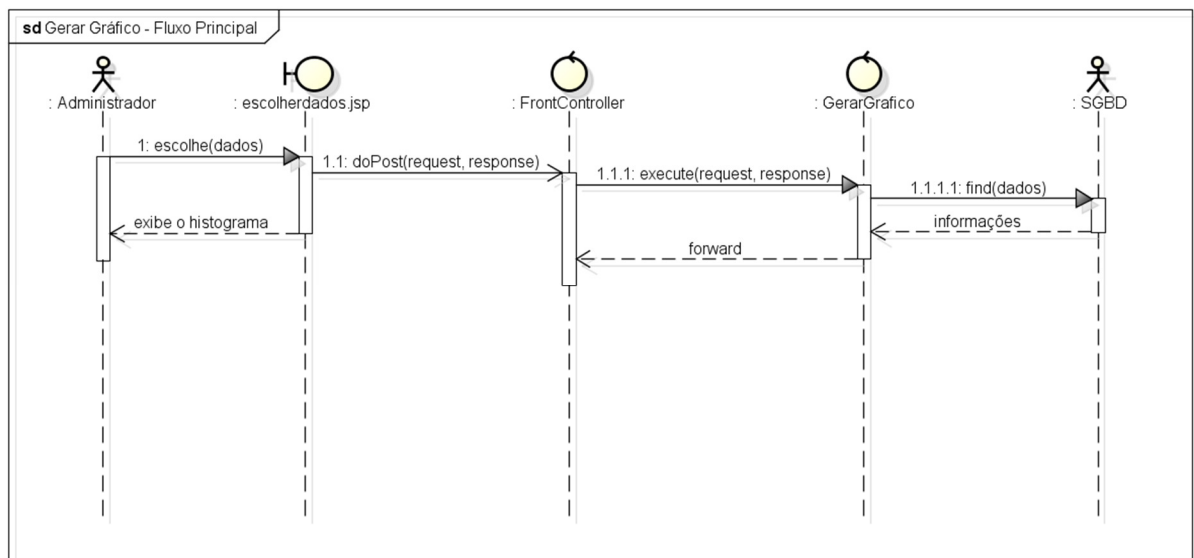 sd Gerar Gráfico - Fluxo Principal
: Administrador
: escolherdados.jsp
: FrontController
: GerarGrafico
: SGBD
1: escolhe(dados)
1.1: doPost(request, response)
1.1.1: execute(request, response)
1.1.1.1: find(dados)
exibe o histograma
informações
forward